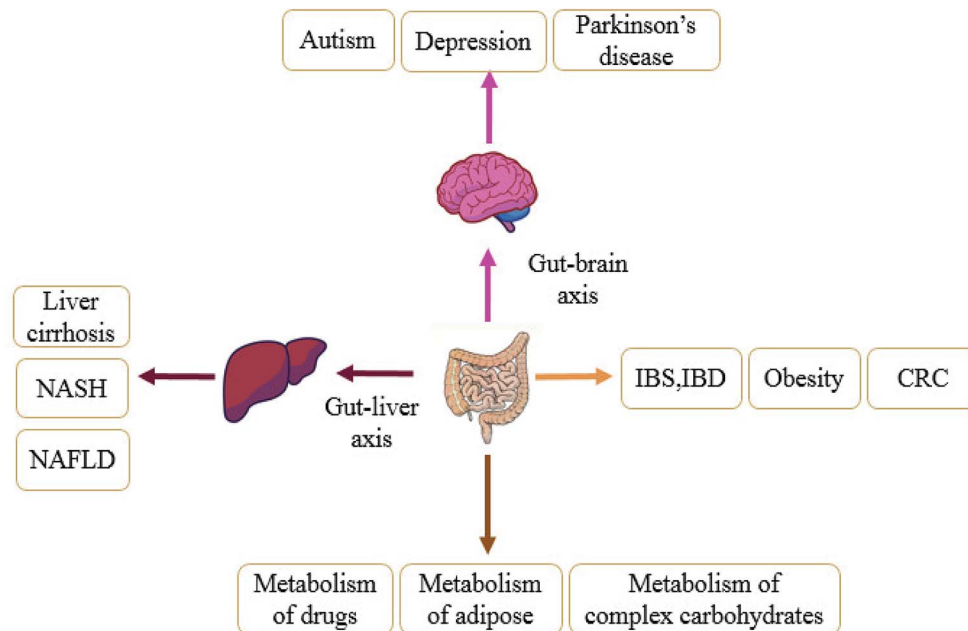 Autism
Depression
Parkinson's
disease
Gut-brain
axis
Liver
cirrhosis
NASH
NAFLD
Gut-liver
axis
IBS,IBD
Obesity
CRC
Metabolism
of drugs
Metabolism
of adipose
Metabolism of
complex carbohydrates